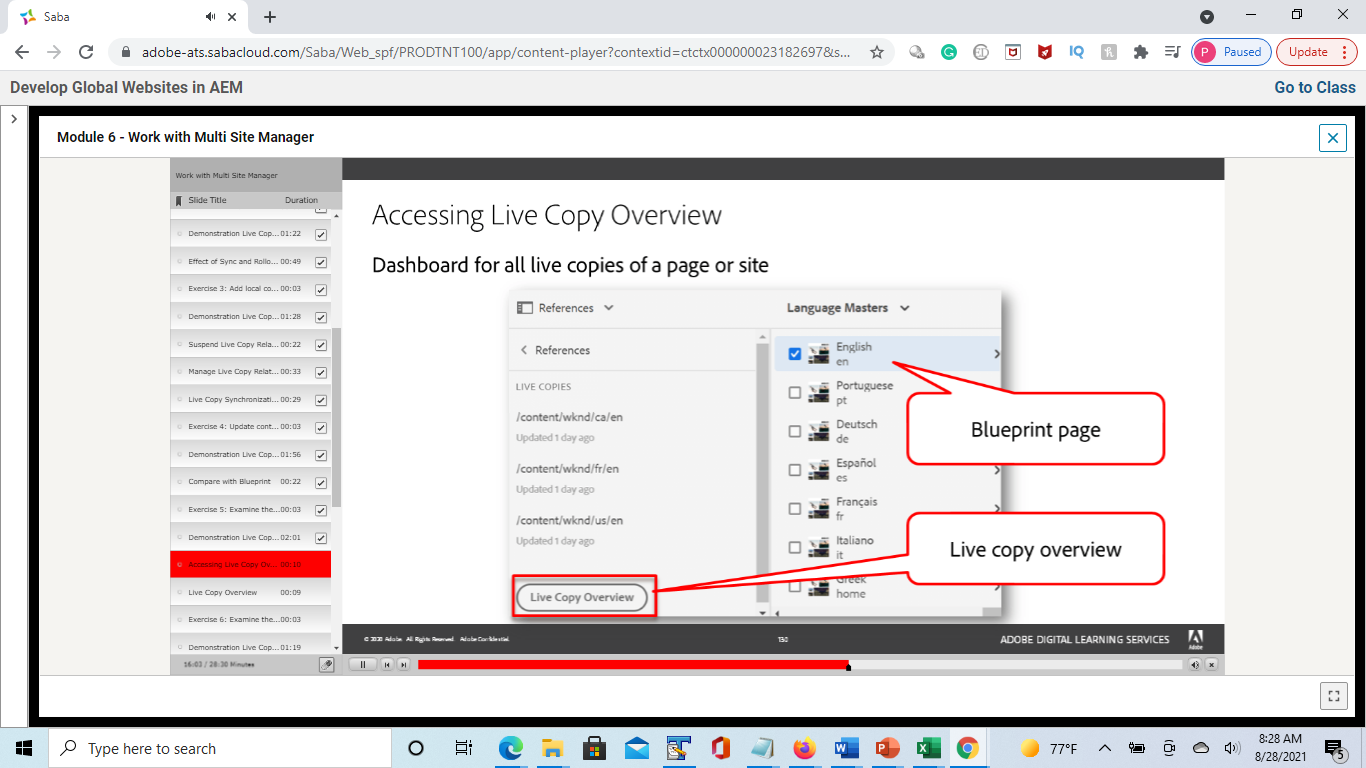 Saba
adobe-ats.sabacloud.com/Saba/Web_spf/PRODTNT100/app/content-player?contextid=ctctx000000023182697&s...
IQ
P Paused
Update
Develop Global Websites in AEM
Go to Class
Module 6 - Work with Multi Site Manager
Work with Multi Site Manager
Slide Title Duration
Demonstration Live Cop... 01:22
Effect of Sync and Rollo... 00:49
Exercise 3: Add local co... 00:03
Demonstration Live Cop... 01:28
Suspend Live Copy Rela... 00:22
Manage Live Copy Relat... 00:33
Live Copy Synchronizati... 00:29
Exercise 4: Update cont... 00:03
Demonstration Live Cop... 01:56
Compare with Blueprint 00:22
Exercise 5: Examine the... 00:03
Demonstration Live Cop... 02:01
Accessing Live Copy Ov... 00:10
Live Copy Overview 00:09
Exercise 6: Examine the... 00:03
Demonstration Live Cop... 01:19
16:03 / 28:30 Minutes
Accessing Live Copy Overview
Dashboard for all live copies of a page or site
References
Language Masters
References
LIVE COPIES
/content/wknd/ca/en
Updated 1 day ago
/content/wknd/fr/en
Updated 1 day ago
/content/wknd/us/en
Updated 1 day ago
Live Copy Overview
English
en
Portuguese
pt
Deutsch
de
Español
es
Français
fr
Italiano
it
Greek
home
Blueprint page
Live copy overview
© 2020 Adobe. All Rights Reserved. Adobe Confidential.
130
ADOBE DIGITAL LEARNING SERVICES
Adobe
Type here to search
77°F
8:28 AM
8/28/2021
5